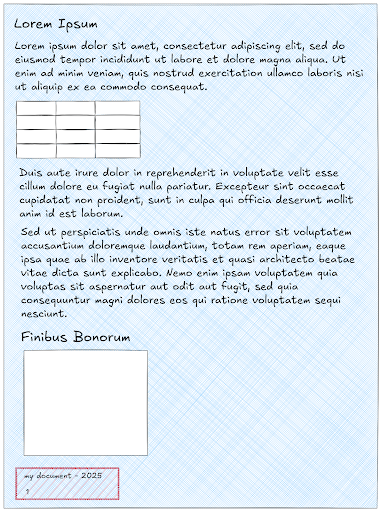 Lorem Ipsum
Lorem ipsum dolor sit amet, consectetur adipiscing elit, sed do
eiusmod tempor incididunt ut labore et dolore magna aliqua. Ut
enim ad minim veniam, quis nostrud exercitation ullamco laboris nisi
ut aliquip ex ea commodo consequat.
Duis aute irure dolor in reprehenderit in voluptate velit esse
cillum dolore eu fugiat nulla pariatur. Excepteur sint occaecat
cupidatat non proident, sunt in culpa qui officia deserunt mollit
anim id est laborum.
Sed ut perspiciatis unde omnis iste natus error sit voluptatem
accusantium doloremque laudantium, totam rem aperiam, eaque
ipsa quae ab illo inventore veritatis et quasi architecto beatae
vitae dicta sunt explicabo. Nemo enim ipsam voluptatem quia
voluptas sit aspernatur aut odit aut fugit, sed quia
consequuntur magni dolores eos qui ratione voluptatem sequi
nesciunt.
Finibus Bonorum
my document - 2025